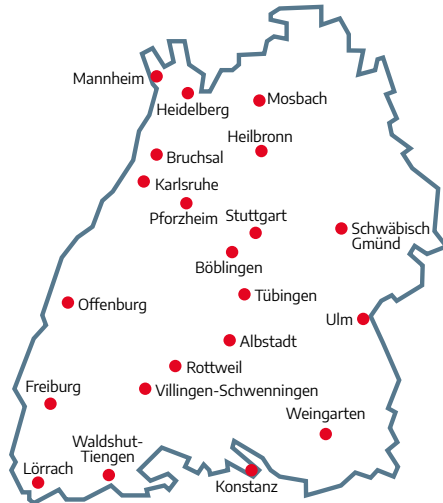 Mannheim
Heidelberg
Mosbach
Heilbronn
Bruchsal
Karlsruhe
Pforzheim
Stuttgart
Schwäbisch
Gmünd
Böblingen
Tübingen
Offenburg
Ulm
Albstadt
Rottweil
Freiburg
Villingen-Schwenningen
Weingarten
Waldshut-
Tiengen
Lörrach
Konstanz